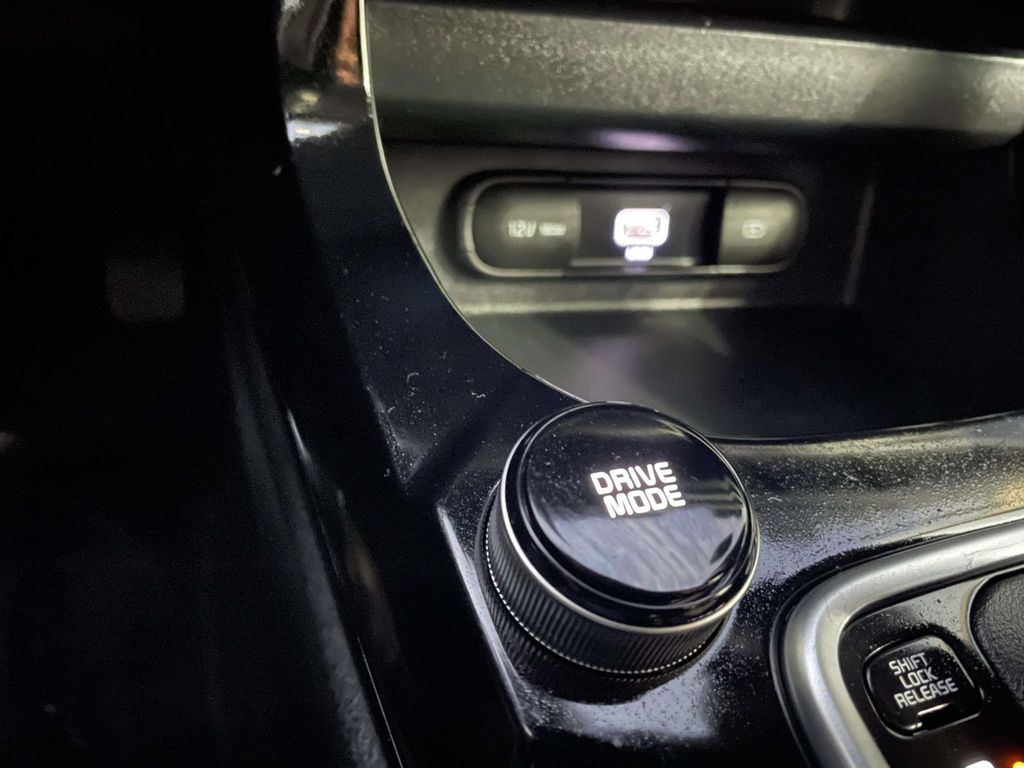 12V
DRIVE
MODE
SHIFT
LOCK
RELEASE